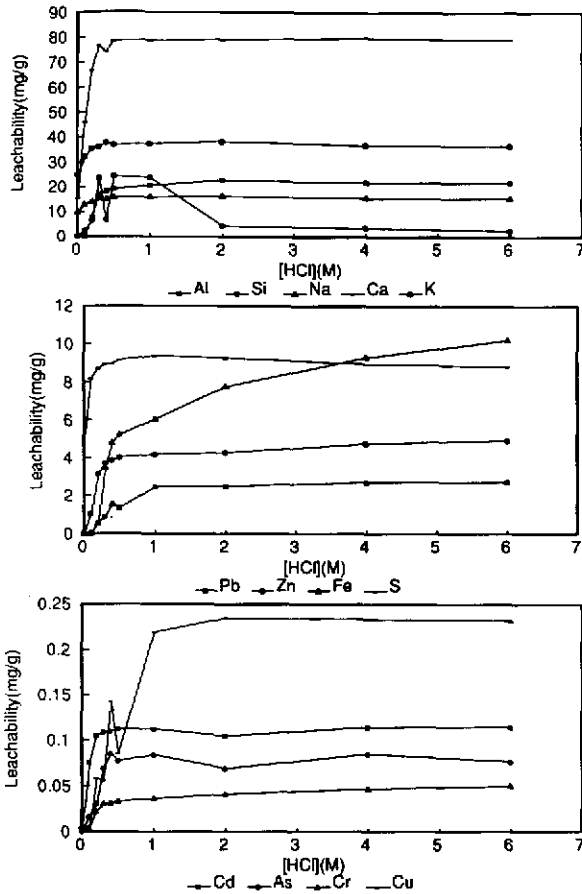 90
80
70
60
50
40
30
20
10
0
Leachability(mg/g)
0 1 2 3 4 5 6 7
[HCl](M)
Al Si Na Ca K
12
10
8
6
4
2
0
Leachability(mg/g)
0 1 2 3 4 5 6 7
[HCl](M)
Pb Zn Fe S
0.25
0.2
0.15
0.1
0.05
0
Leachability(mg/g)
0 1 2 3 4 5 6 7
[HCl](M)
Cd As Cr Cu